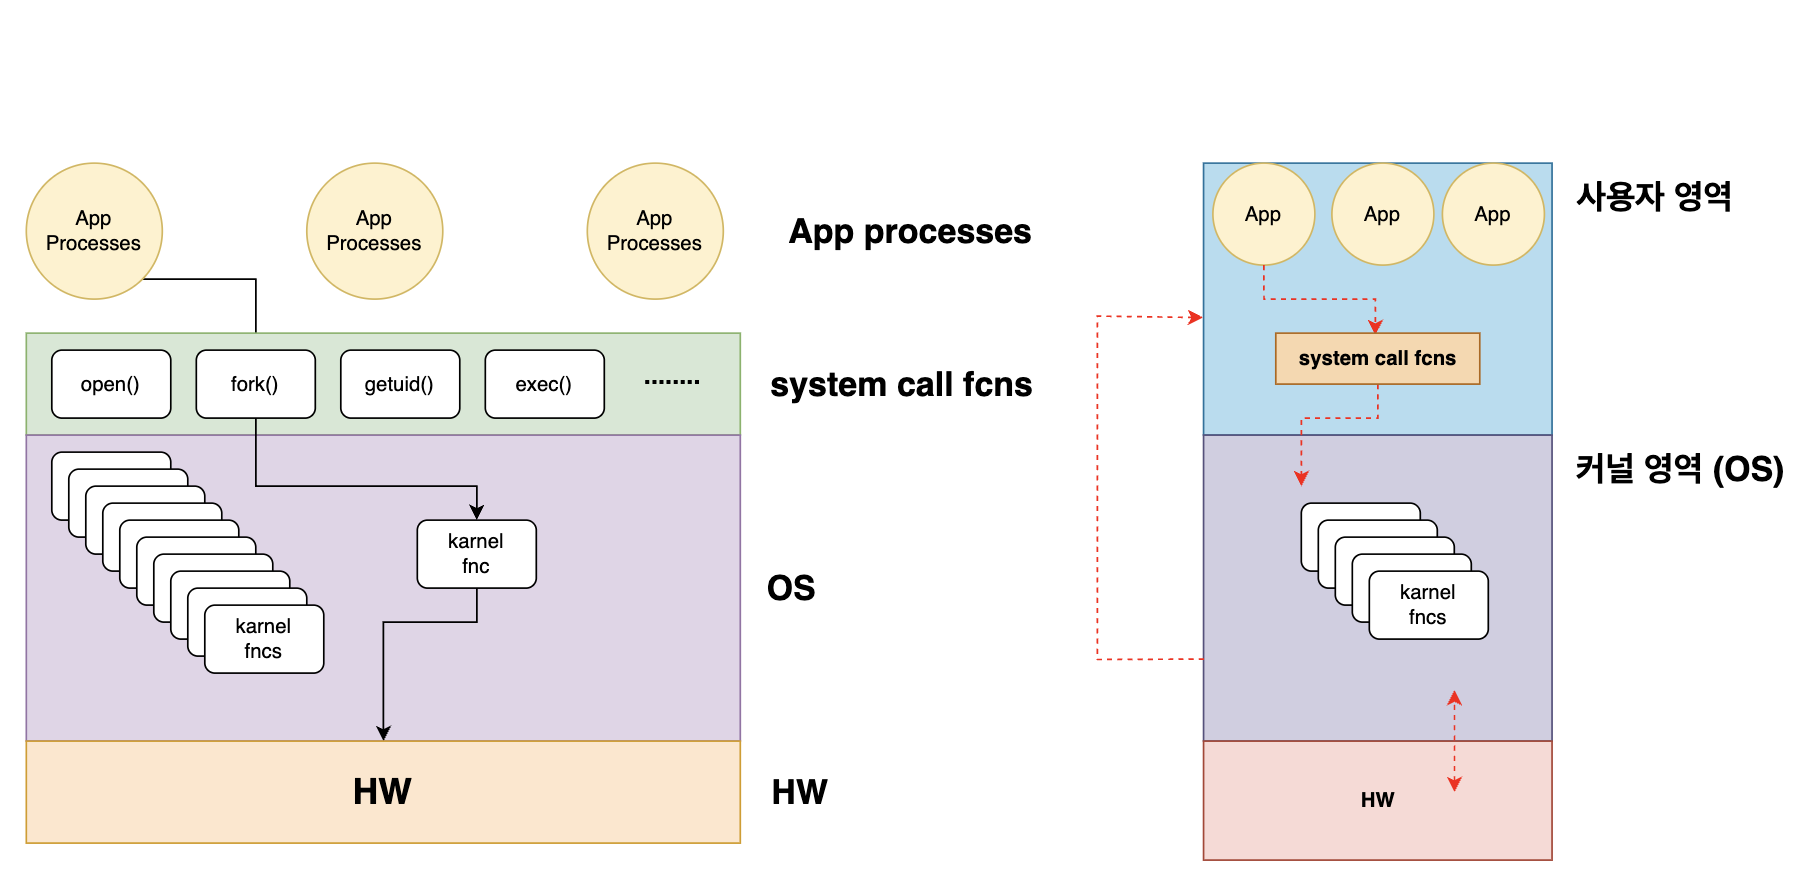 App
Processes
App
Processes
App
Processes
App processes
open()
fork()
getuid()
exec()
........
system call fcns
karnel
fnc
karnel
fncs
OS
HW
HW
App
App
App
사용자 영역
system call fcns
커널 영역 (OS)
karnel
fncs
HW